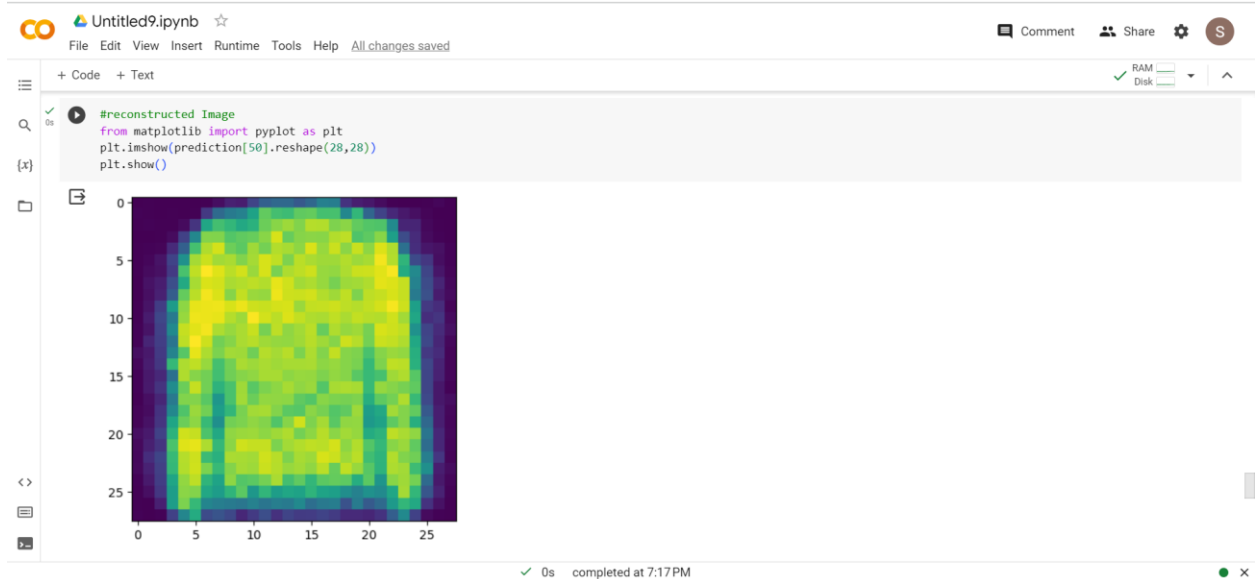 Untitled9.ipynb
Comment
Share
S
File Edit View Insert Runtime Tools Help All changes saved
+ Code + Text
RAM
Disk
0s
#reconstructed Image
from matplotlib import pyplot as plt
plt.imshow(prediction[50].reshape(28,28))
plt.show()
{x}
0
5
10
15
20
25
0 5 10 15 20 25
0s completed at 7:17 PM